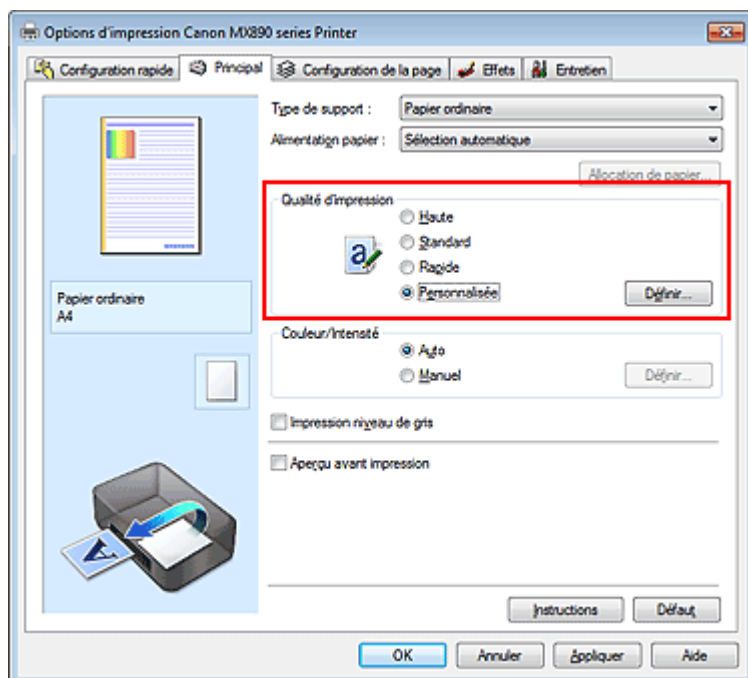 Options d'impression Canon MX890 series Printer
Configuration rapide Principal Configuration de la page Effets Entretien
Type de support : Papier ordinaire
Alimentation papier : Sélection automatique
Allocation de papier...
Qualité d'impression
Haute
Standard
Rapide
Personnalisée Définir...
Papier ordinaire
A4
Couleur/Intensité
Auto
Manuel Définir...
Impression niveau de gris
Aperçu avant impression
Instructions Défaut
OK Annuler Appliquer Aide